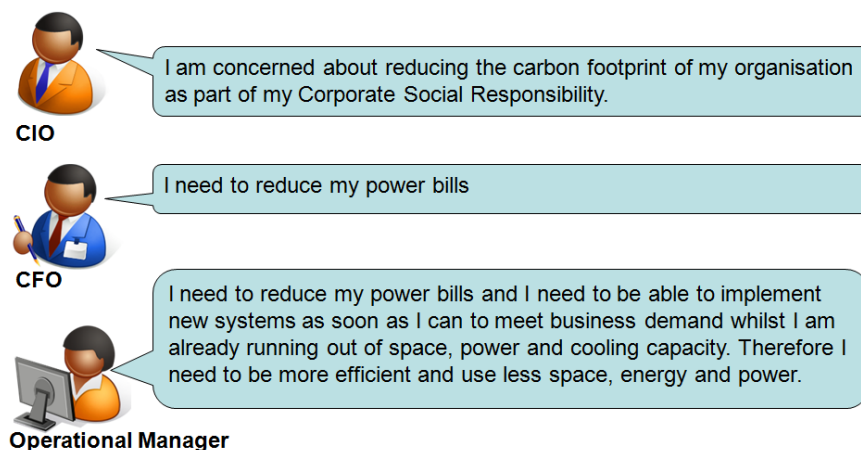 I am concerned about reducing the carbon footprint of my organisation
as part of my Corporate Social Responsibility.
CIO
I need to reduce my power bills
CFO
I need to reduce my power bills and I need to be able to implement
new systems as soon as I can to meet business demand whilst I am
already running out of space, power and cooling capacity. Therefore I
need to be more efficient and use less space, energy and power.
Operational Manager